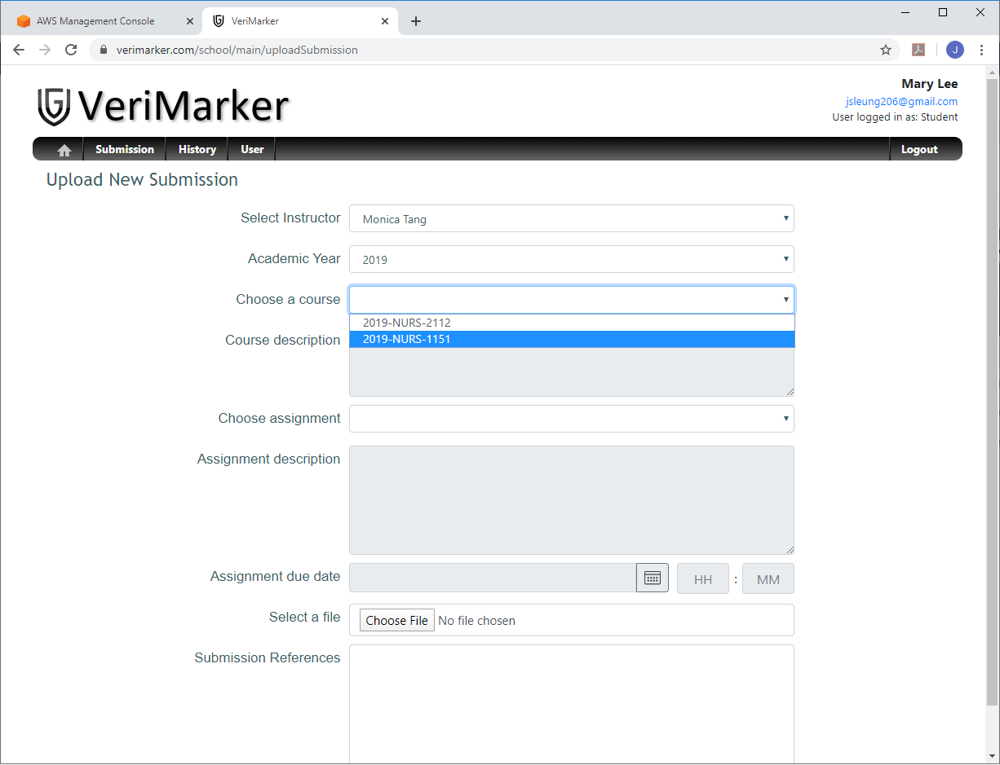 AWS Management Console
VeriMarker
verimarker.com/school/main/uploadSubmission
J
VeriMarker
Mary Lee
jsleung206@gmail.com
User logged in as: Student
Submission History User Logout
Upload New Submission
Select Instructor Monica Tang
Academic Year 2019
Choose a course
2019-NURS-2112
Course description 2019-NURS-1151
Choose assignment
Assignment description
Assignment due date HH : MM
Select a file Choose File No file chosen
Submission References